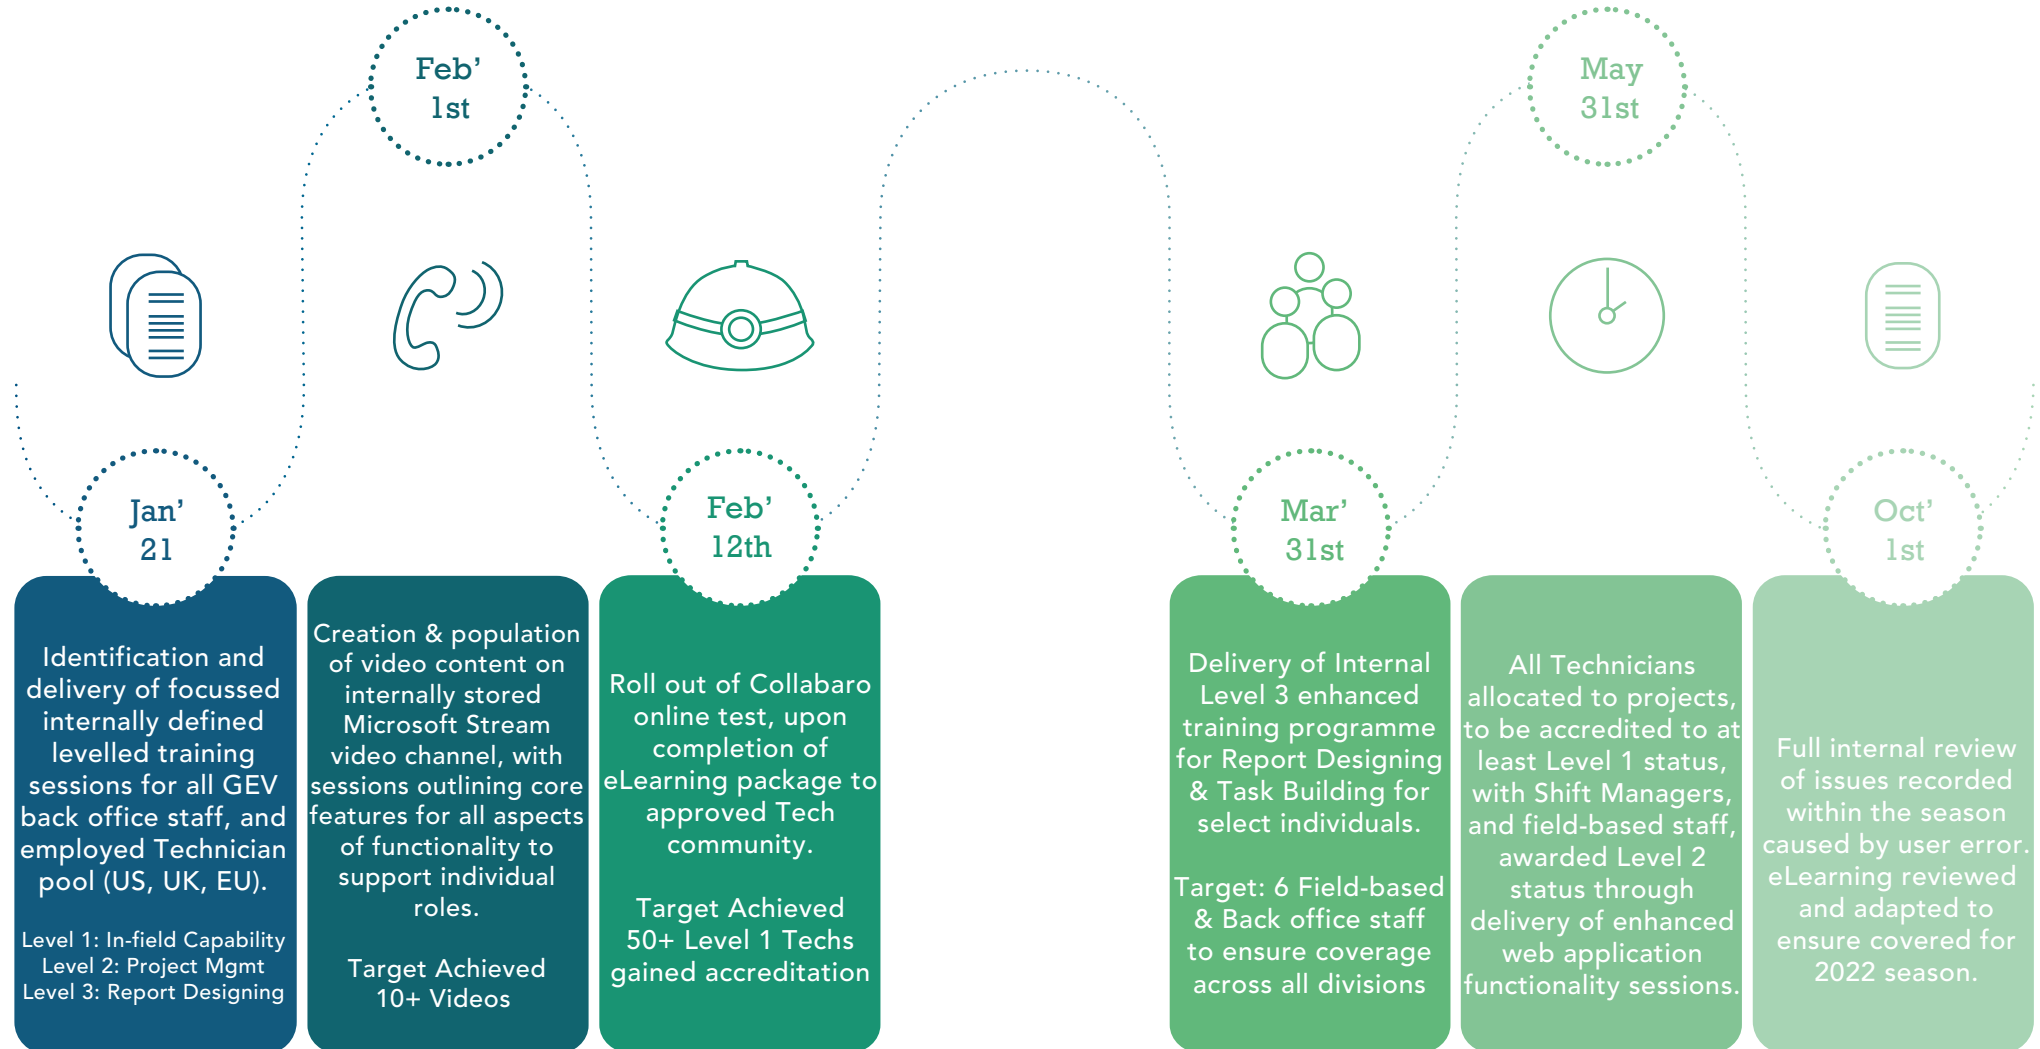 Jan'
21
Identification and
delivery of focussed
internally defined
levelled training
sessions for all GEV
back office staff, and
employed Technician
pool (US, UK, EU).
Level 1: In-field Capability
Level 2: Project Mgmt
Level 3: Report Designing
Feb'
1st
Creation & population
of video content on
internally stored
Microsoft Stream
video channel, with
sessions outlining core
features for all aspects
of functionality to
support individual
roles.
Target Achieved
10+ Videos
Feb'
12th
Roll out of Collabaro
online test, upon
completion of
eLearning package to
approved Tech
community.
Target Achieved
50+ Level 1 Techs
gained accreditation
Mar'
31st
Delivery of Internal
Level 3 enhanced
training programme
for Report Designing
& Task Building for
select individuals.
Target: 6 Field-based
& Back office staff
to ensure coverage
across all divisions
May
31st
All Technicians
allocated to projects,
to be accredited to at
least Level 1 status,
with Shift Managers,
and field-based staff,
awarded Level 2
status through
delivery of enhanced
web application
functionality sessions.
Oct'
1st
Full internal review
of issues recorded
within the season
caused by user error.
eLearning reviewed
and adapted to
ensure covered for
2022 season.